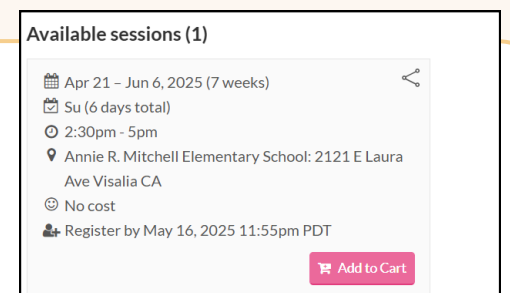 Available sessions (1)
Apr 21 – Jun 6, 2025 (7 weeks)
Su (6 days total)
2:30pm - 5pm
Annie R. Mitchell Elementary School: 2121 E Laura
Ave Visalia CA
No cost
Register by May 16, 2025 11:55pm PDT
Add to Cart